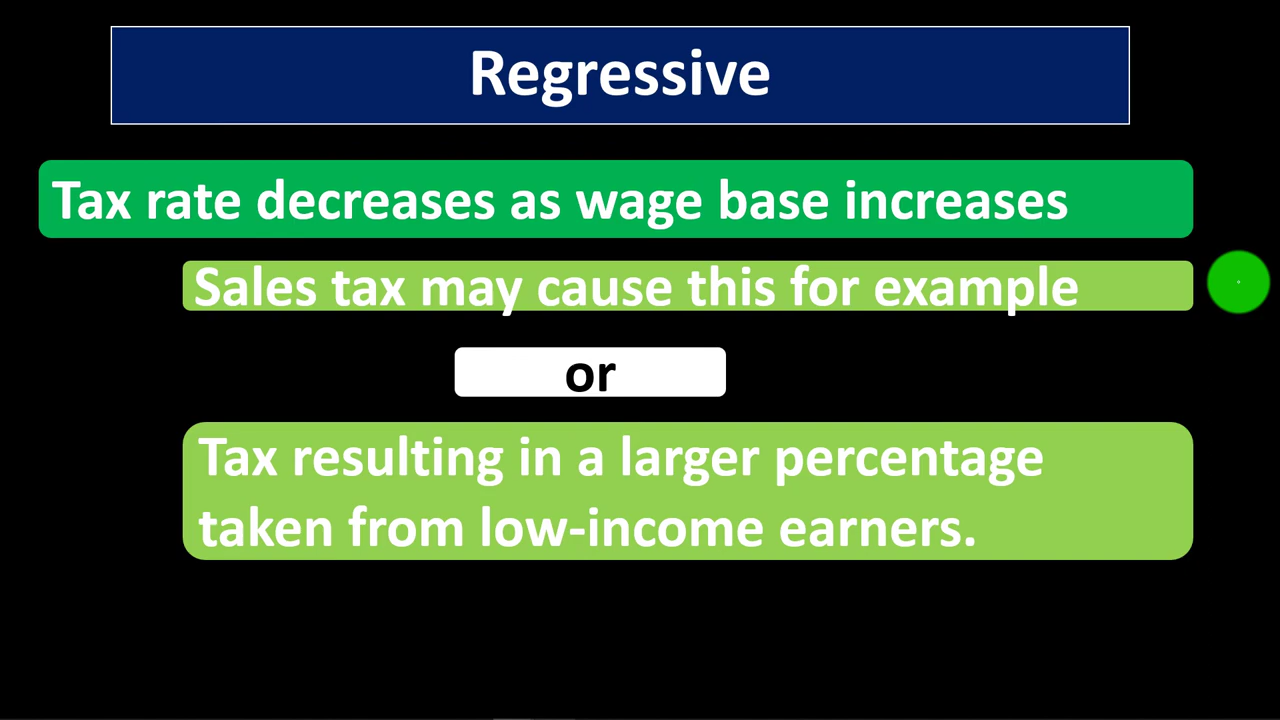 Regressive
Tax rate decreases as wage base increases
Sales tax may cause this for example
or
Tax resulting in a larger percentage
taken from low-income earners.